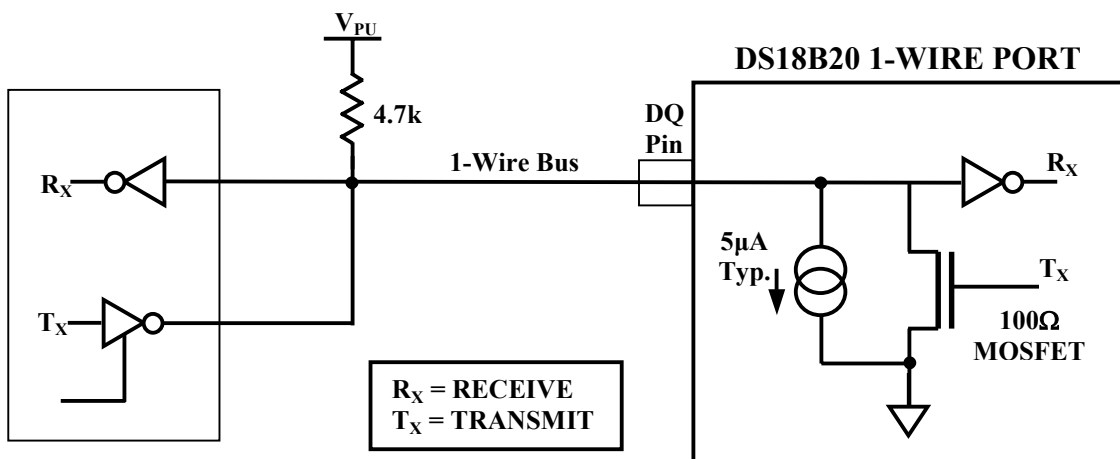 V_PU
DS18B20 1-WIRE PORT
4.7k
DQ
Pin
1-Wire Bus
R_X
R_X
5µA
Typ.
T_X
T_X
100Ω
MOSFET
R_X = RECEIVE
T_X = TRANSMIT